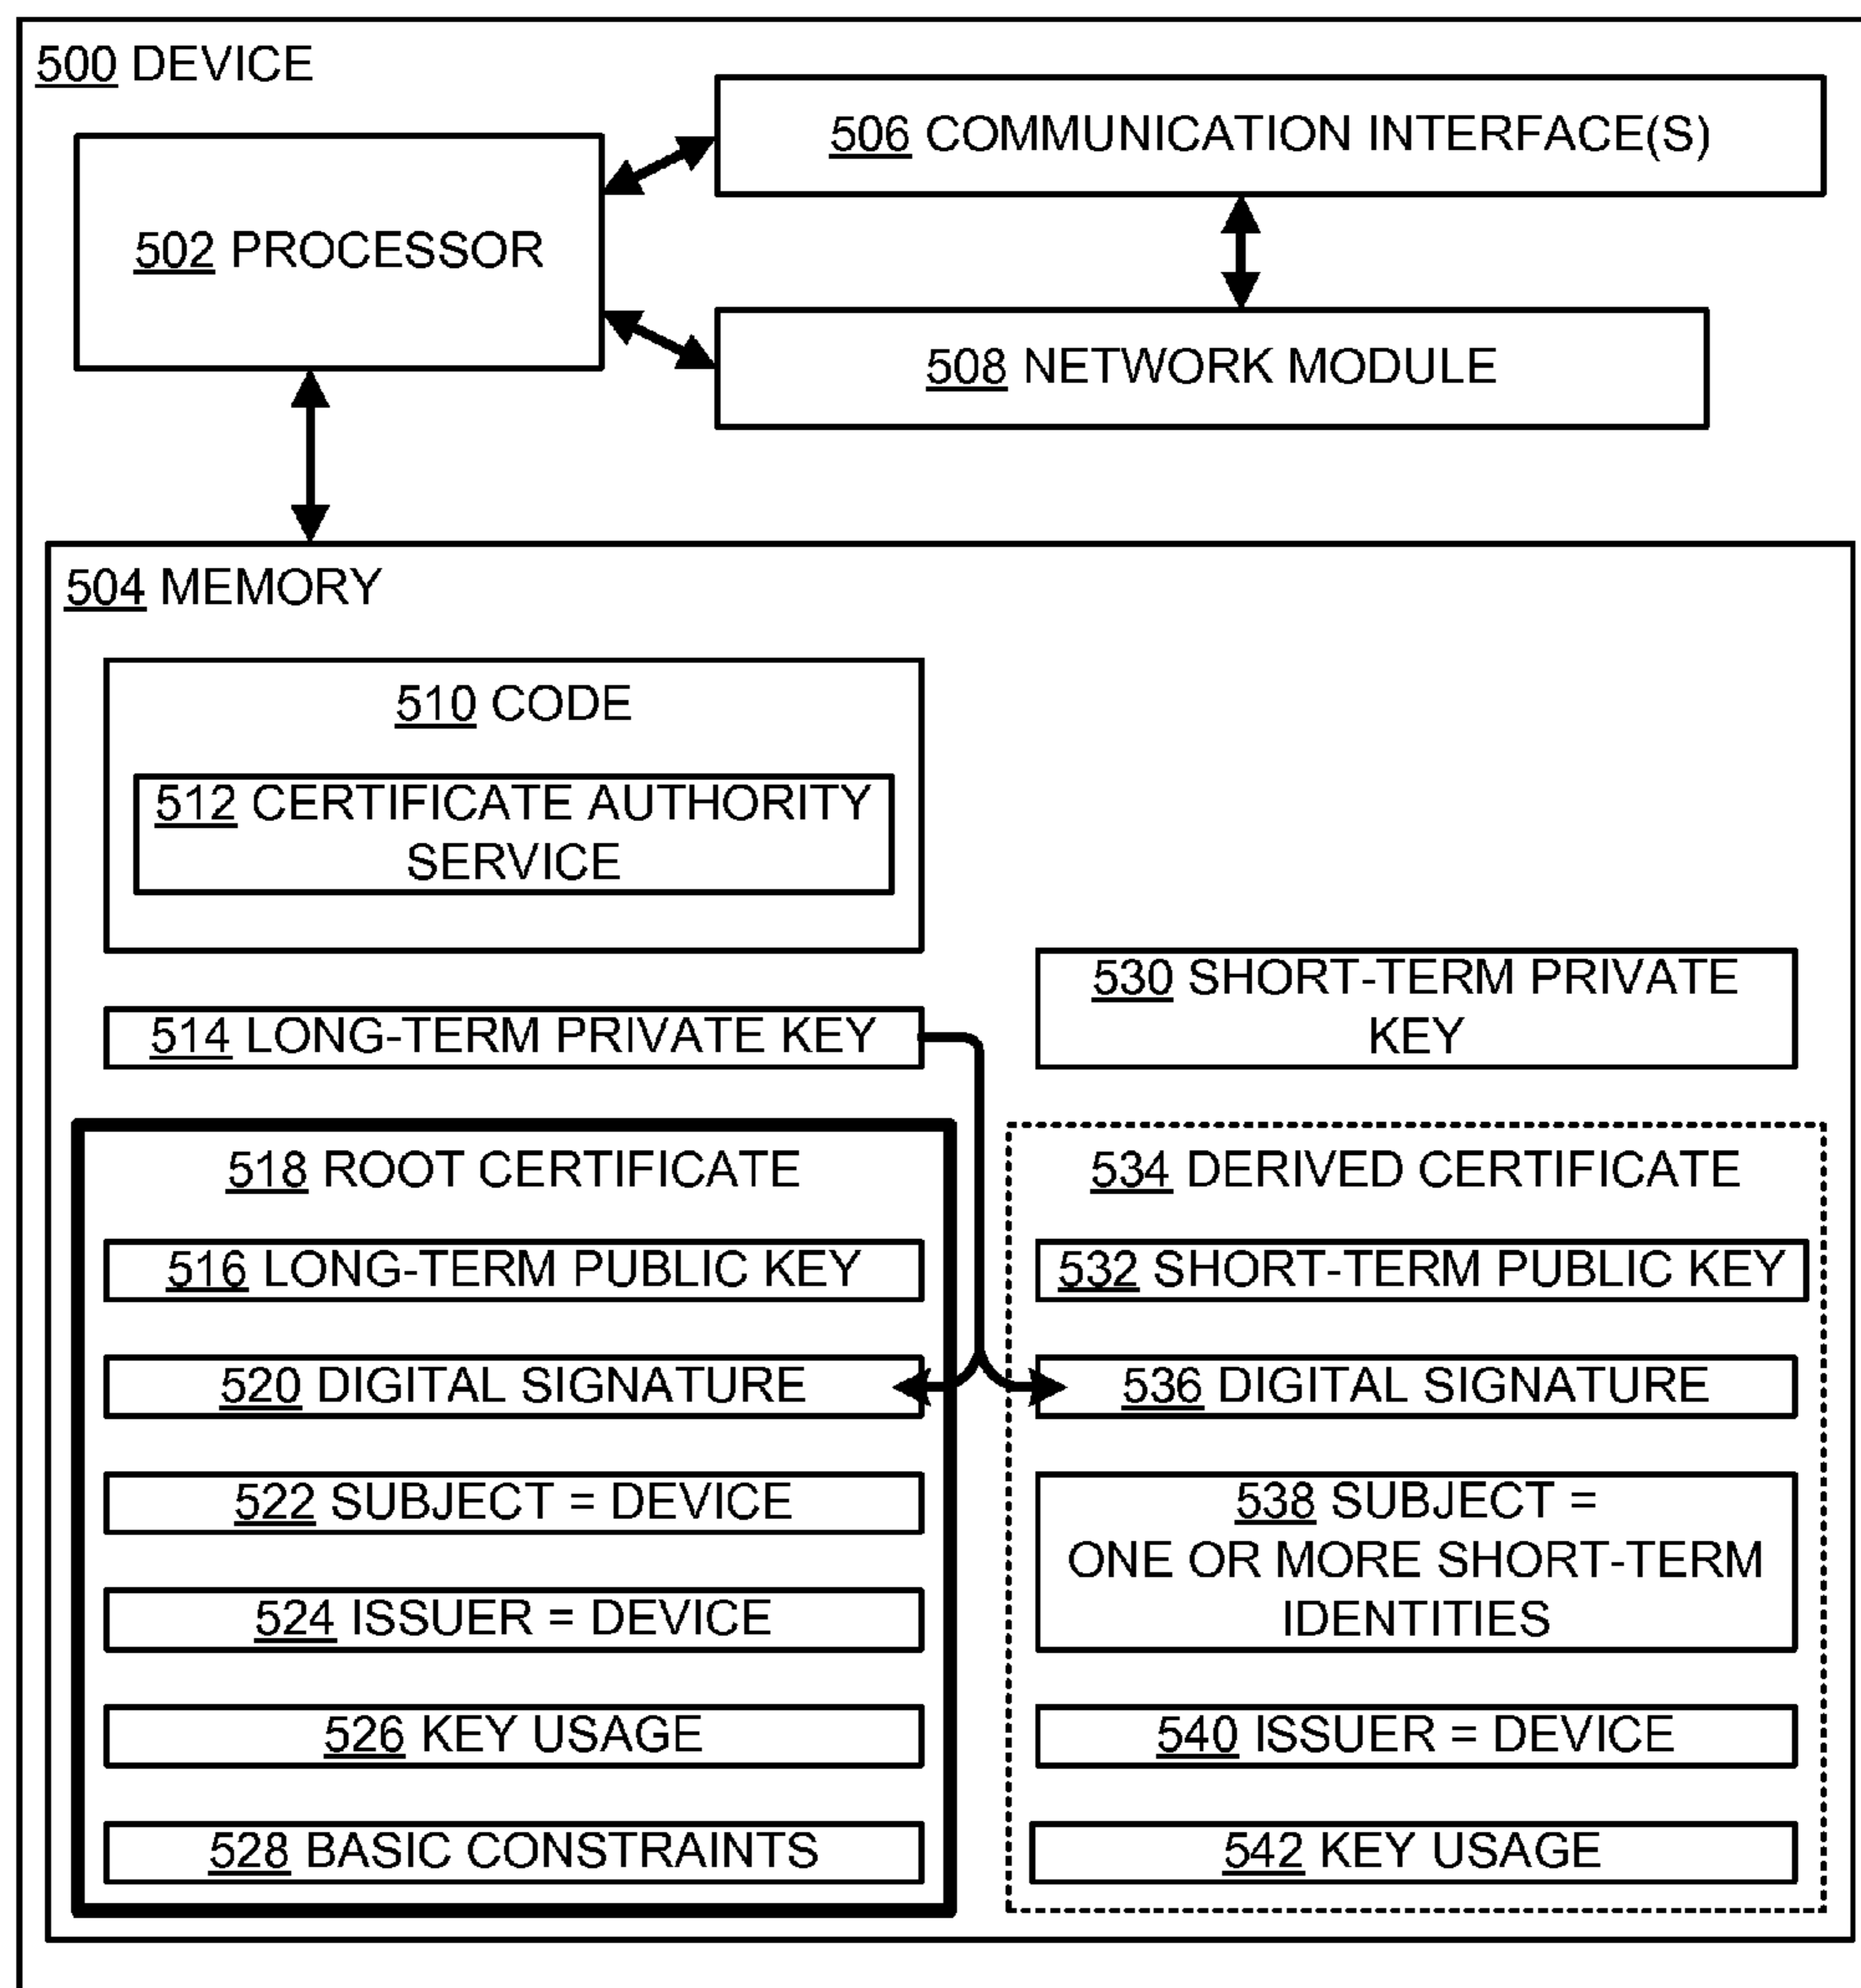 500 DEVICE
506 COMMUNICATION INTERFACE(S)
502 PROCESSOR
508 NETWORK MODULE
504 MEMORY
510 CODE
512 CERTIFICATE AUTHORITY
SERVICE
514 LONG-TERM PRIVATE KEY
530 SHORT-TERM PRIVATE
KEY
518 ROOT CERTIFICATE
516 LONG-TERM PUBLIC KEY
520 DIGITAL SIGNATURE
522 SUBJECT = DEVICE
524 ISSUER = DEVICE
526 KEY USAGE
528 BASIC CONSTRAINTS
534 DERIVED CERTIFICATE
532 SHORT-TERM PUBLIC KEY
536 DIGITAL SIGNATURE
538 SUBJECT =
ONE OR MORE SHORT-TERM
IDENTITIES
540 ISSUER = DEVICE
542 KEY USAGE